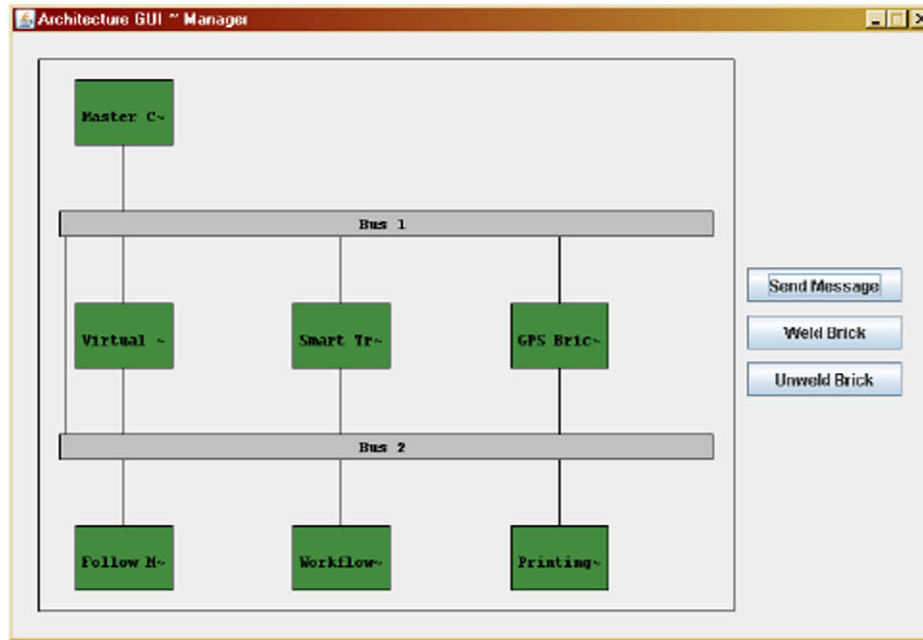 Architecture GUI ~ Manager
Master C~
Bus 1
Virtual ~
Smart Tr~
GPS Bric~
Send Message
Weld Brick
Unweld Brick
Bus 2
Follow M~
Workflow~
Printing~